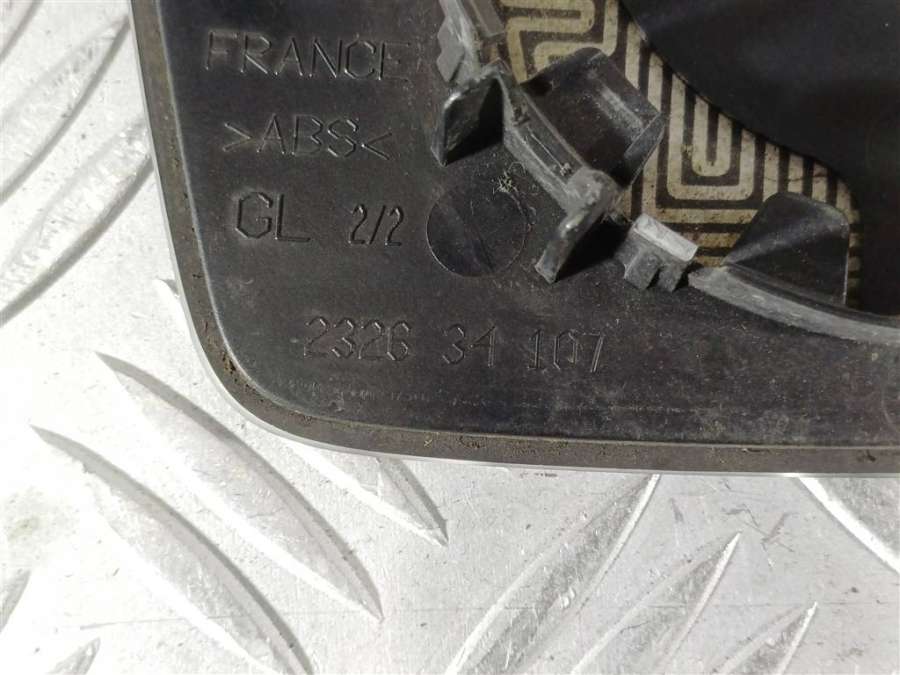 FRANCE
>ABS<
GL 2/2
2326 34 107